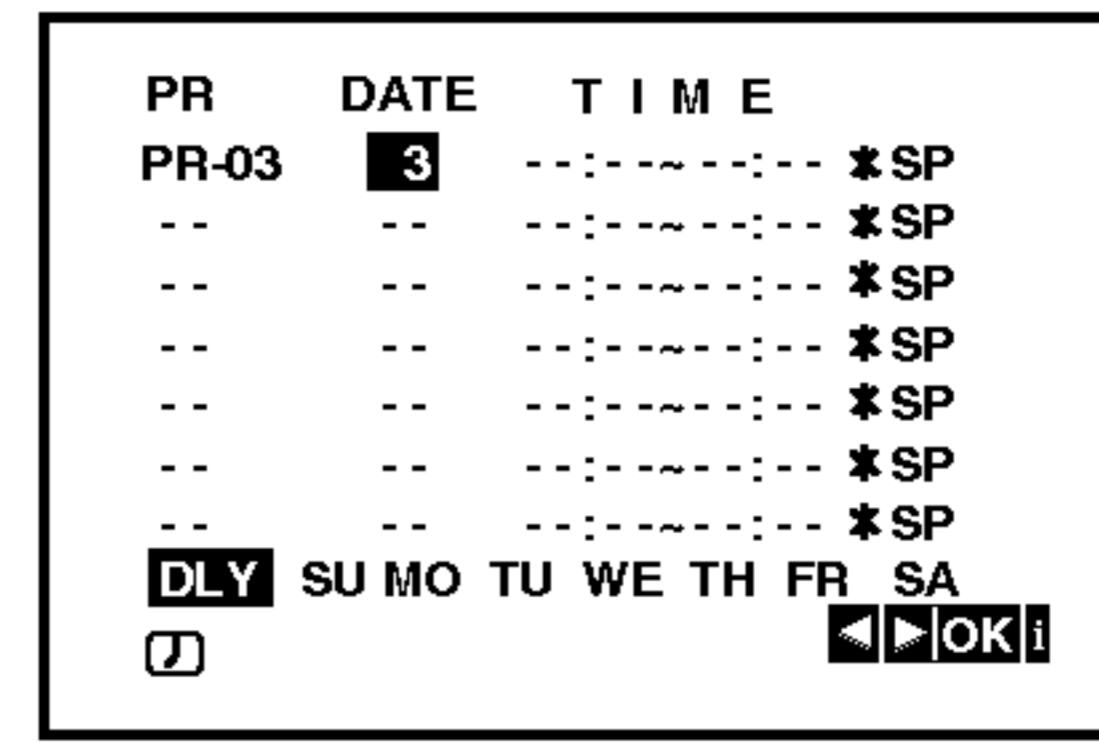 PR DATE T I M E
PR-03 3 --:--~--:-- *SP
-- -- --:--~--:-- *SP
-- -- --:--~--:-- *SP
-- -- --:--~--:-- *SP
-- -- --:--~--:-- *SP
-- -- --:--~--:-- *SP
-- -- --:--~--:-- *SP
DLY SU MO TU WE TH FR SA
◀ ▶ OK i